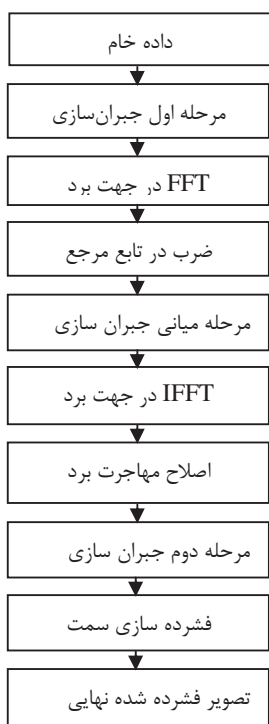 داده خام
مرحله اول جبران‌سازی
FFT در جهت برد
ضرب در تابع مرجع
مرحله میانی جبران سازی
IFFT در جهت برد
اصلاح مهاجرت برد
مرحله دوم جبران سازی
فشرده سازی سمت
تصویر فشرده شده نهایی